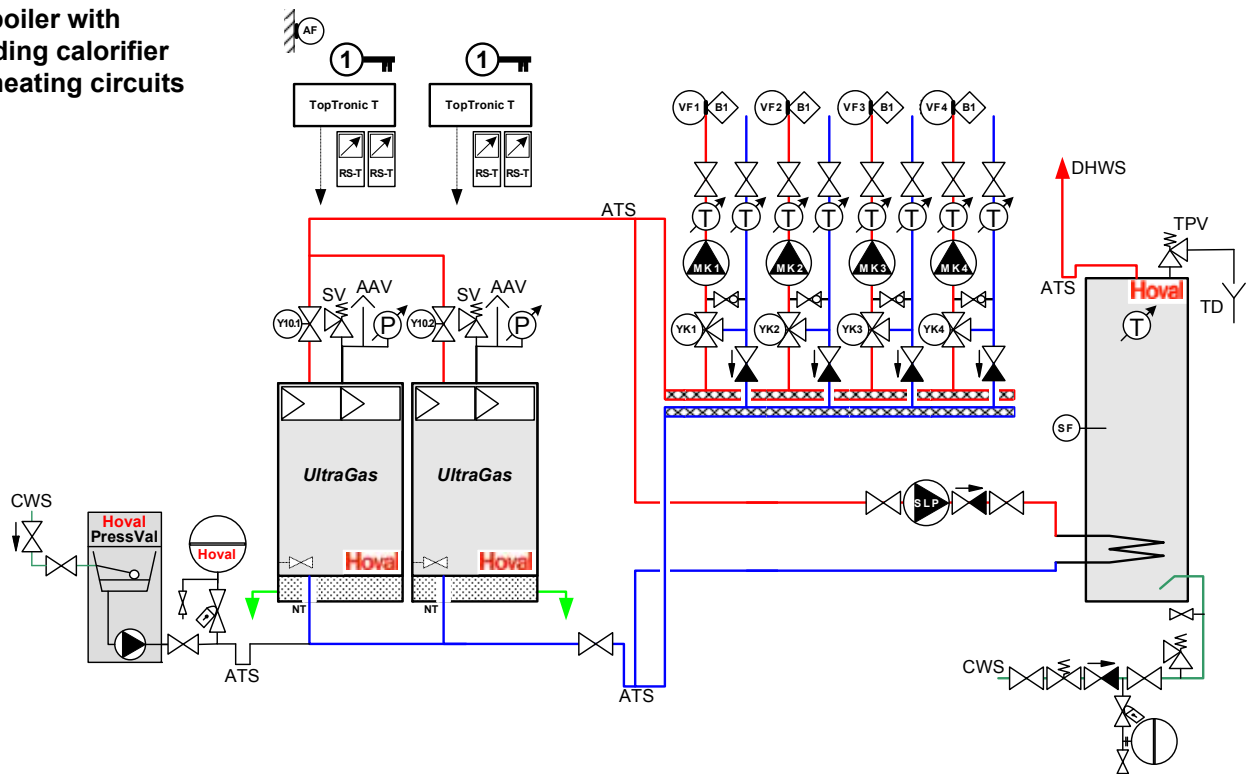 boiler with
ding calorifier
heating circuits
AF
1
1
TopTronic T
TopTronic T
RS-T
RS-T
RS-T
RS-T
VF1
B1
VF2
B1
VF3
B1
VF4
B1
DHWS
ATS
T
T
T
T
T
T
T
T
TPV
MK1
MK2
MK3
MK4
ATS
Hoval
TD
SV
AAV
SV
AAV
Y10.1
P
Y10.2
P
YK1
YK2
YK3
YK4
T
SF
UltraGas
UltraGas
CWS
SLP
Hoval
PressVal
Hoval
Hoval
Hoval
NT
NT
ATS
ATS
CWS